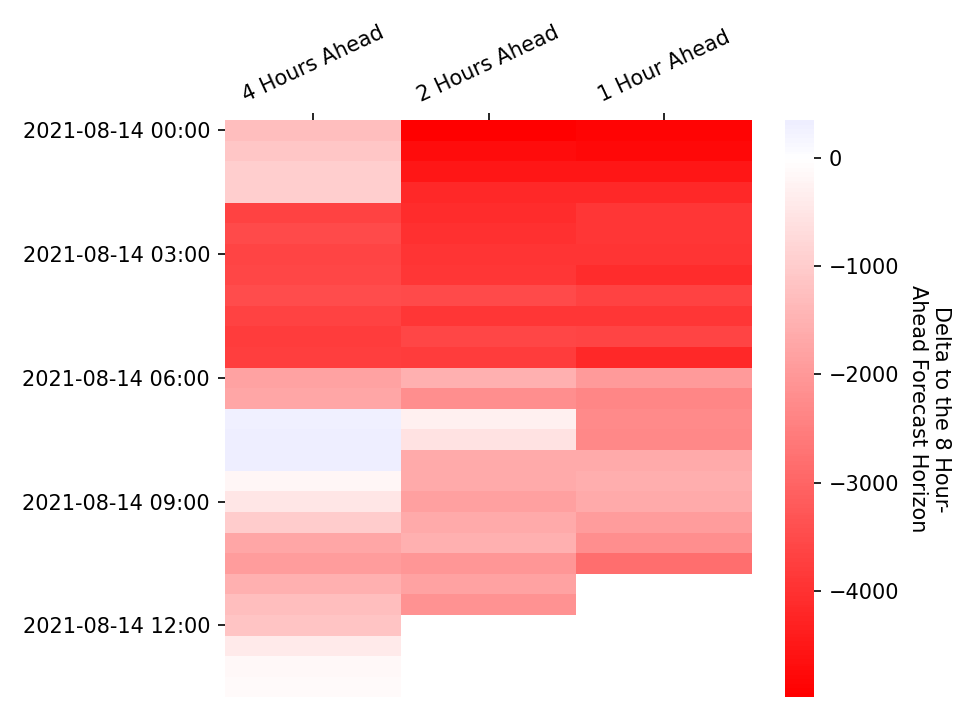 4 Hours Ahead
2 Hours Ahead
1 Hour Ahead
2021-08-14 00:00
2021-08-14 03:00
2021-08-14 06:00
2021-08-14 09:00
2021-08-14 12:00
0
−1000
−2000
−3000
−4000
Delta to the 8 Hour-
Ahead Forecast Horizon